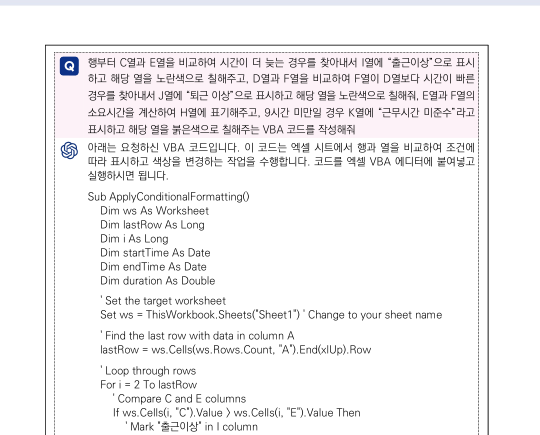 Q 행부터 C열과 E열을 비교하여 시간이 더 늦는 경우를 찾아내서 I열에 "출근이상"으로 표시
하고 해당 열을 노란색으로 칠해주고, D열과 F열을 비교하여 F열이 D열보다 시간이 빠른
경우를 찾아내서 J열에 "퇴근 이상"으로 표시하고 해당 열을 노란색으로 칠해줘, E열과 F열의
소요시간을 계산하여 H열에 표기해주고, 9시간 미만일 경우 K열에 "근무시간 미준수"라고
표시하고 해당 열을 붉은색으로 칠해주는 VBA 코드를 작성해줘
아래는 요청하신 VBA 코드입니다. 이 코드는 엑셀 시트에서 행과 열을 비교하여 조건에
따라 표시하고 색상을 변경하는 작업을 수행합니다. 코드를 엑셀 VBA 에디터에 붙여넣고
실행하시면 됩니다.
Sub ApplyConditionalFormatting()
Dim ws As Worksheet
Dim lastRow As Long
Dim i As Long
Dim startTime As Date
Dim endTime As Date
Dim duration As Double
' Set the target worksheet
Set ws = ThisWorkbook.Sheets("Sheet1") ' Change to your sheet name
' Find the last row with data in column A
lastRow = ws.Cells(ws.Rows.Count, "A").End(xlUp).Row
' Loop through rows
For i = 2 To lastRow
' Compare C and E columns
If ws.Cells(i, "C").Value > ws.Cells(i, "E").Value Then
' Mark "출근이상" in I column